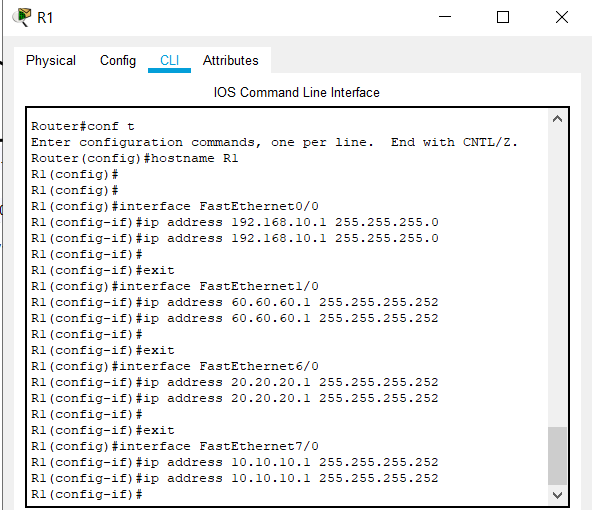 R1
Physical Config CLI Attributes
IOS Command Line Interface
Router#conf t
Enter configuration commands, one per line.  End with CNTL/Z.
Router(config)#hostname R1
R1(config)#
R1(config)#
R1(config)#interface FastEthernet0/0
R1(config-if)#ip address 192.168.10.1 255.255.255.0
R1(config-if)#ip address 192.168.10.1 255.255.255.0
R1(config-if)#
R1(config-if)#exit
R1(config)#interface FastEthernet1/0
R1(config-if)#ip address 60.60.60.1 255.255.255.252
R1(config-if)#ip address 60.60.60.1 255.255.255.252
R1(config-if)#
R1(config-if)#exit
R1(config)#interface FastEthernet6/0
R1(config-if)#ip address 20.20.20.1 255.255.255.252
R1(config-if)#ip address 20.20.20.1 255.255.255.252
R1(config-if)#
R1(config-if)#exit
R1(config)#interface FastEthernet7/0
R1(config-if)#ip address 10.10.10.1 255.255.255.252
R1(config-if)#ip address 10.10.10.1 255.255.255.252
R1(config-if)#